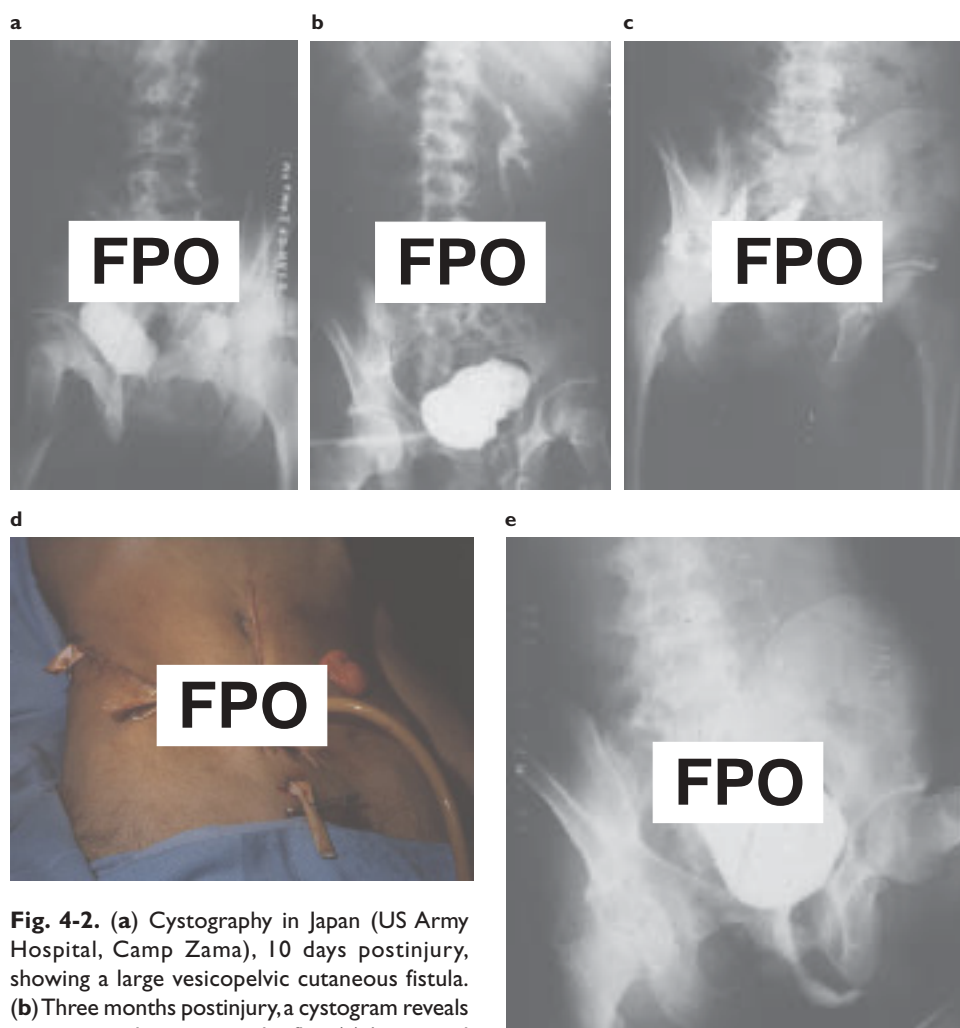 a
b
c
FPO
FPO
FPO
d
e
FPO
FPO
Fig. 4-2. (a) Cystography in Japan (US Army
Hospital, Camp Zama), 10 days postinjury,
showing a large vesicopelvic cutaneous fistula.
(b) Three months postinjury, a cystogram reveals